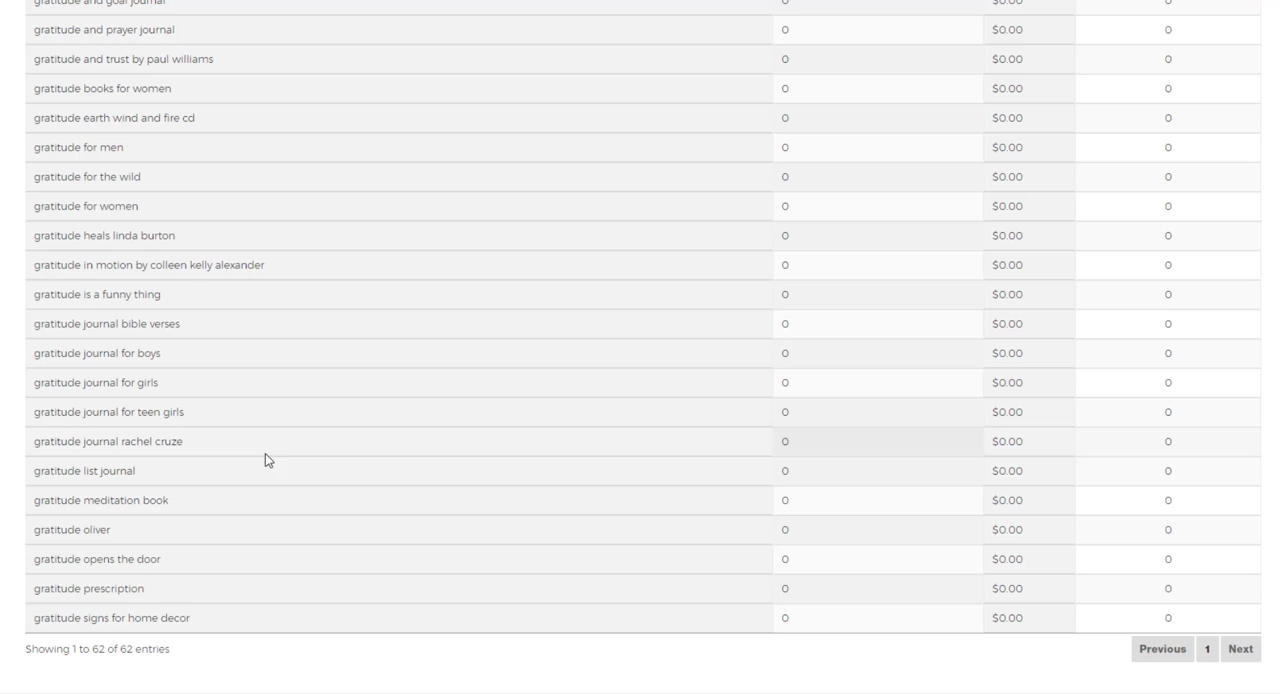 gratitude and goal journal 0 $0.00 0
gratitude and prayer journal 0 $0.00 0
gratitude and trust by paul williams 0 $0.00 0
gratitude books for women 0 $0.00 0
gratitude earth wind and fire cd 0 $0.00 0
gratitude for men 0 $0.00 0
gratitude for the wild 0 $0.00 0
gratitude for women 0 $0.00 0
gratitude heals linda burton 0 $0.00 0
gratitude in motion by colleen kelly alexander 0 $0.00 0
gratitude is a funny thing 0 $0.00 0
gratitude journal bible verses 0 $0.00 0
gratitude journal for boys 0 $0.00 0
gratitude journal for girls 0 $0.00 0
gratitude journal for teen girls 0 $0.00 0
gratitude journal rachel cruze 0 $0.00 0
gratitude list journal 0 $0.00 0
gratitude meditation book 0 $0.00 0
gratitude oliver 0 $0.00 0
gratitude opens the door 0 $0.00 0
gratitude prescription 0 $0.00 0
gratitude signs for home decor 0 $0.00 0
Showing 1 to 62 of 62 entries Previous 1 Next